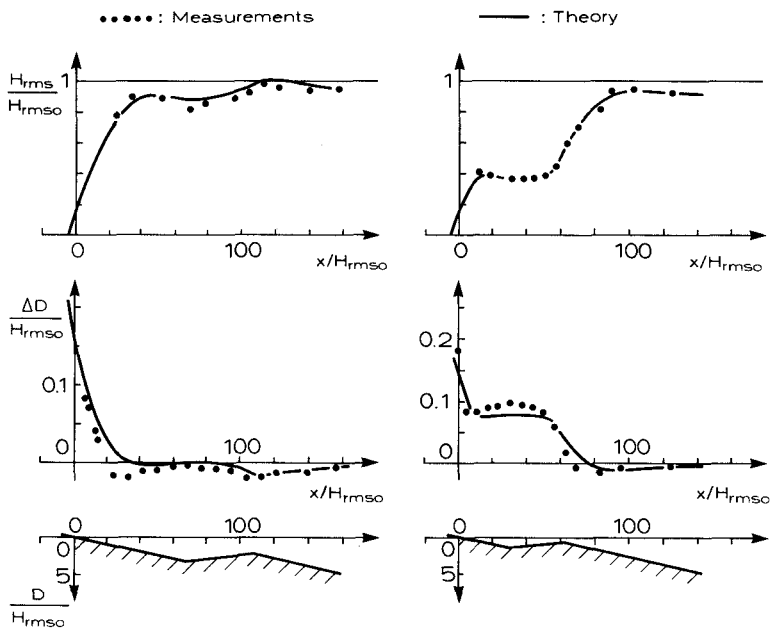 •••••: Measurements
—— : Theory
H_rms
H_rmso
1
0
100
x/H_rmso
1
0
100
x/H_rmso
ΔD
H_rmso
0.1
0
100
x/H_rmso
0.2
0.1
0
100
x/H_rmso
0
100
0
5
D
H_rmso
0
100
0
5